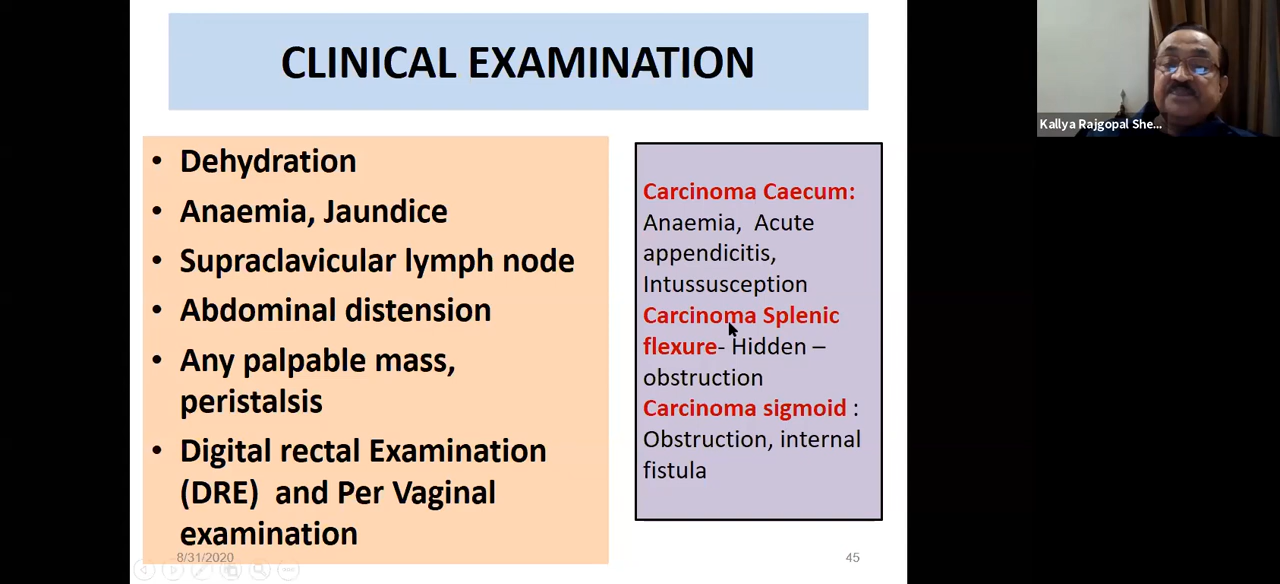 CLINICAL EXAMINATION
• Dehydration
• Anaemia, Jaundice
• Supraclavicular lymph node
• Abdominal distension
• Any palpable mass,
peristalsis
• Digital rectal Examination
(DRE) and Per Vaginal
examination
Carcinoma Caecum:
Anaemia, Acute
appendicitis,
Intussusception
Carcinoma Splenic
flexure- Hidden –
obstruction
Carcinoma sigmoid :
Obstruction, internal
fistula
8/31/2020
45
Kallya Rajgopal She...